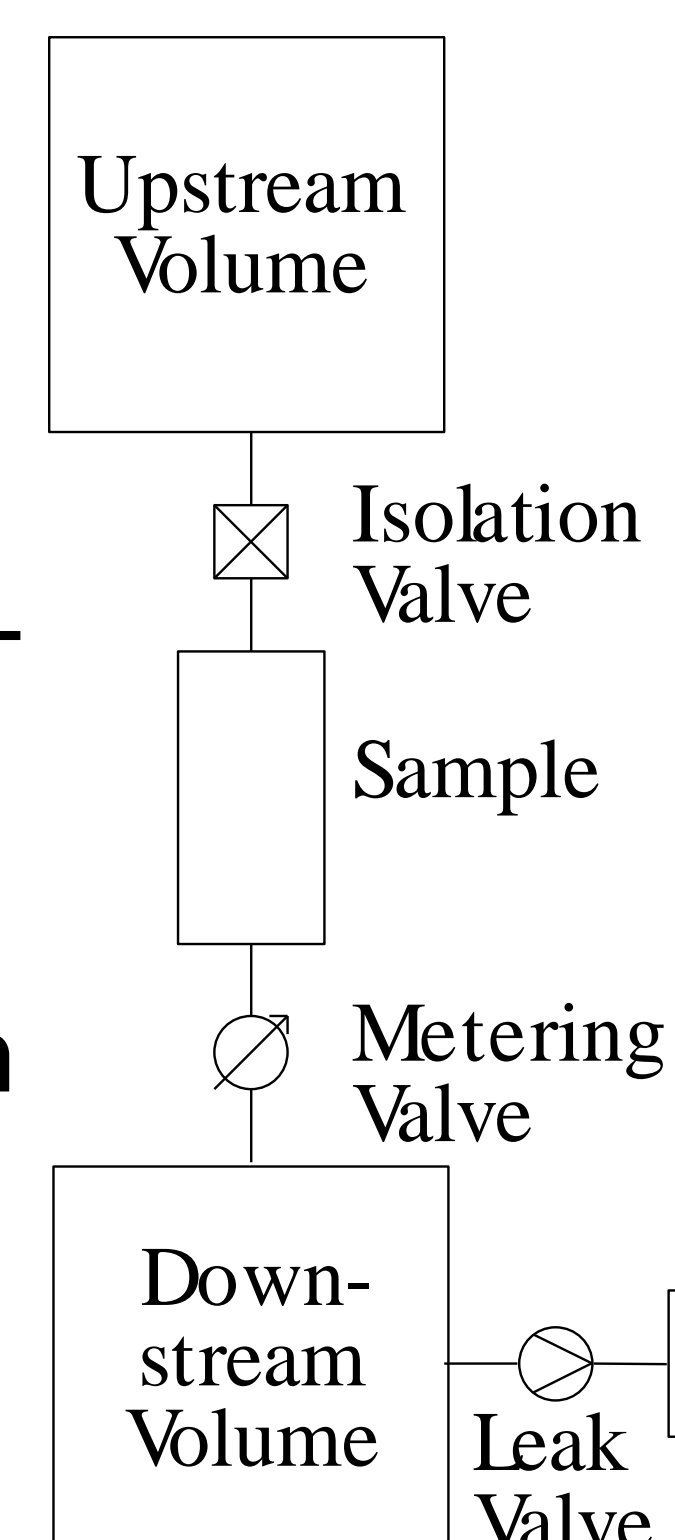 Upstream
Volume
Isolation
Valve
Sample
Metering
Valve
Down-
stream
Volume
Leak
Valve